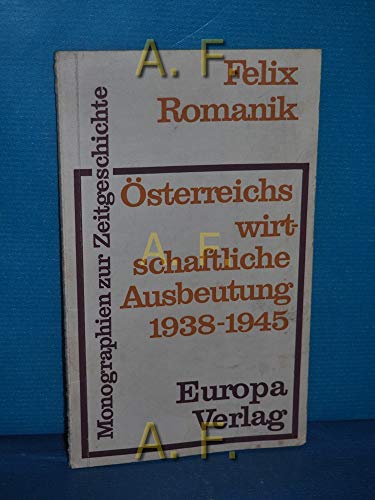 A. F.
Felix
Romanik
Monographien zur Zeitgeschichte
Österreichs
wirt
schaftliche
Ausbeutung
1938-1945
A. F.
Europa
Verlag
A. F.